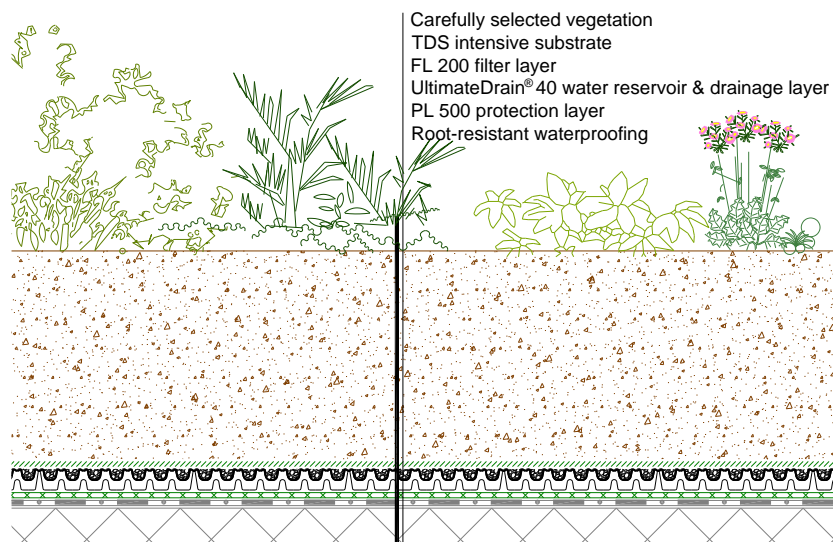 Carefully selected vegetation
TDS intensive substrate
FL 200 filter layer
UltimateDrain® 40 water reservoir & drainage layer
PL 500 protection layer
Root-resistant waterproofing